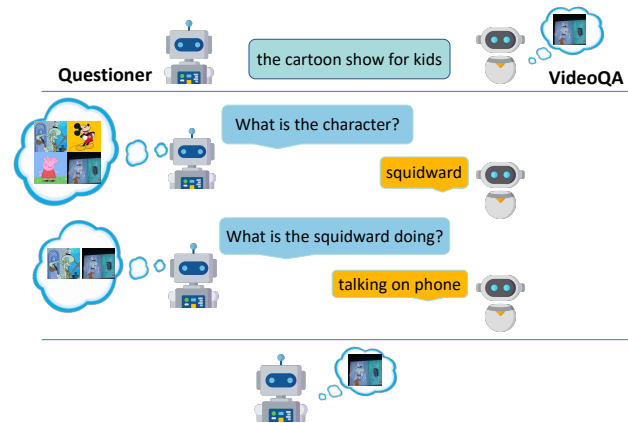 the cartoon show for kids
Questioner
VideoQA
What is the character?
squidward
What is the squidward doing?
talking on phone